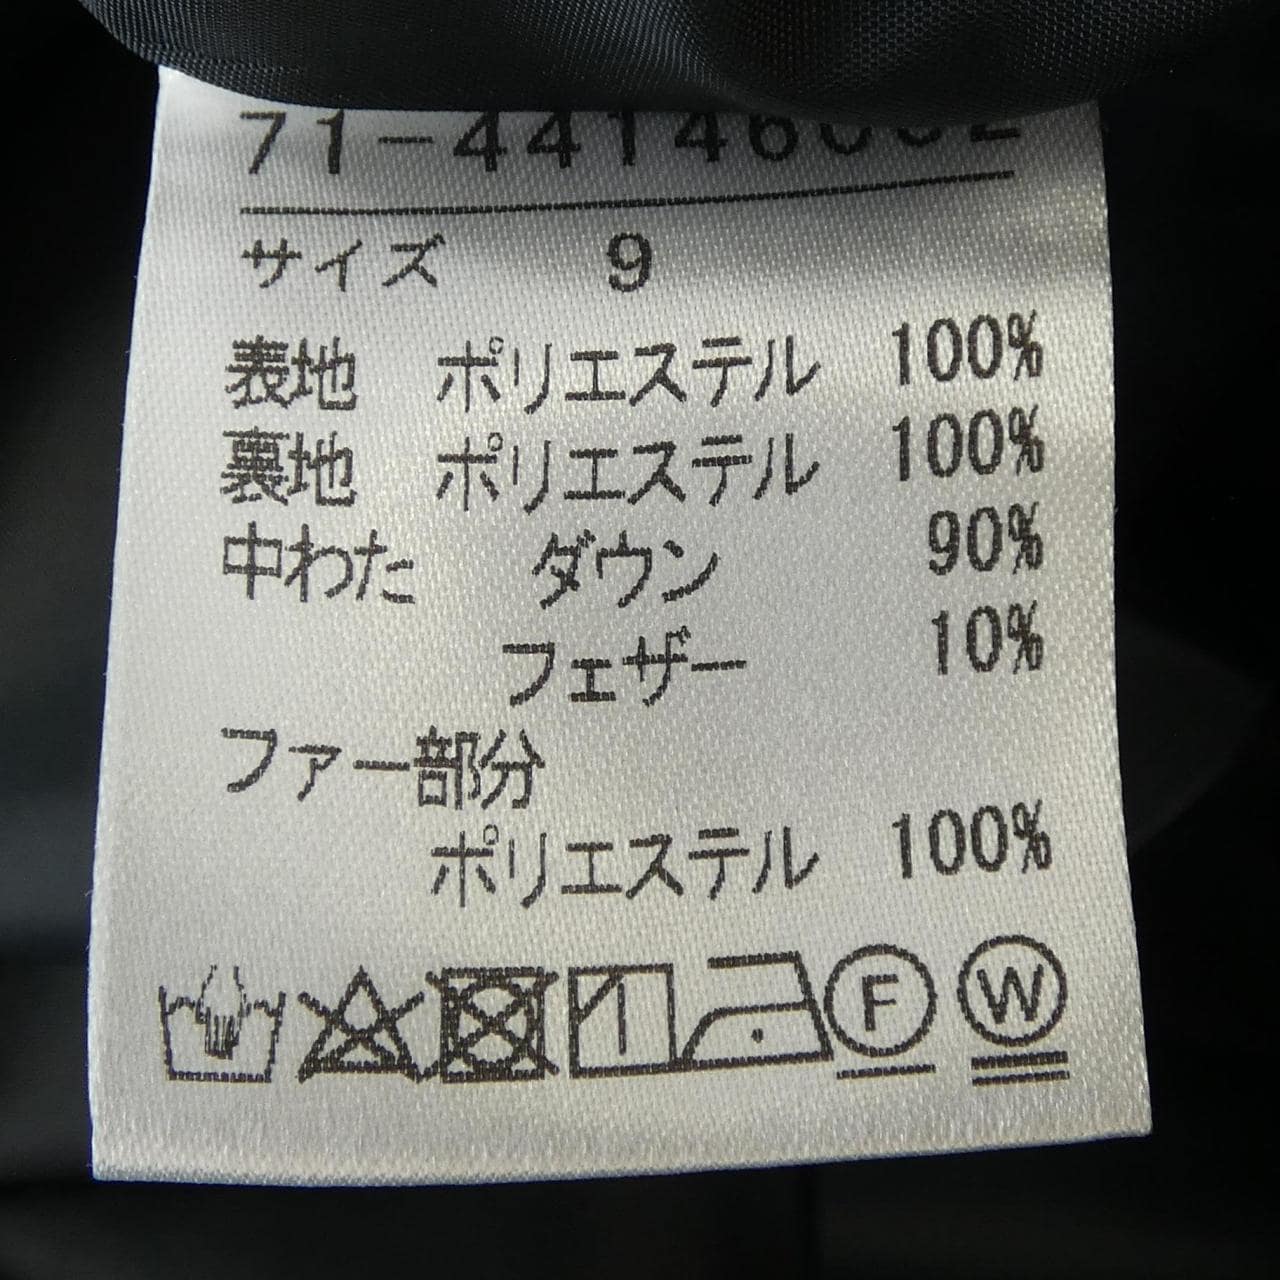 サイズ 9
表地 ポリエステル 100%
裏地 ポリエステル 100%
中わた ダウン 90%
フェザー 10%
ファー部分
ポリエステル 100%
F W